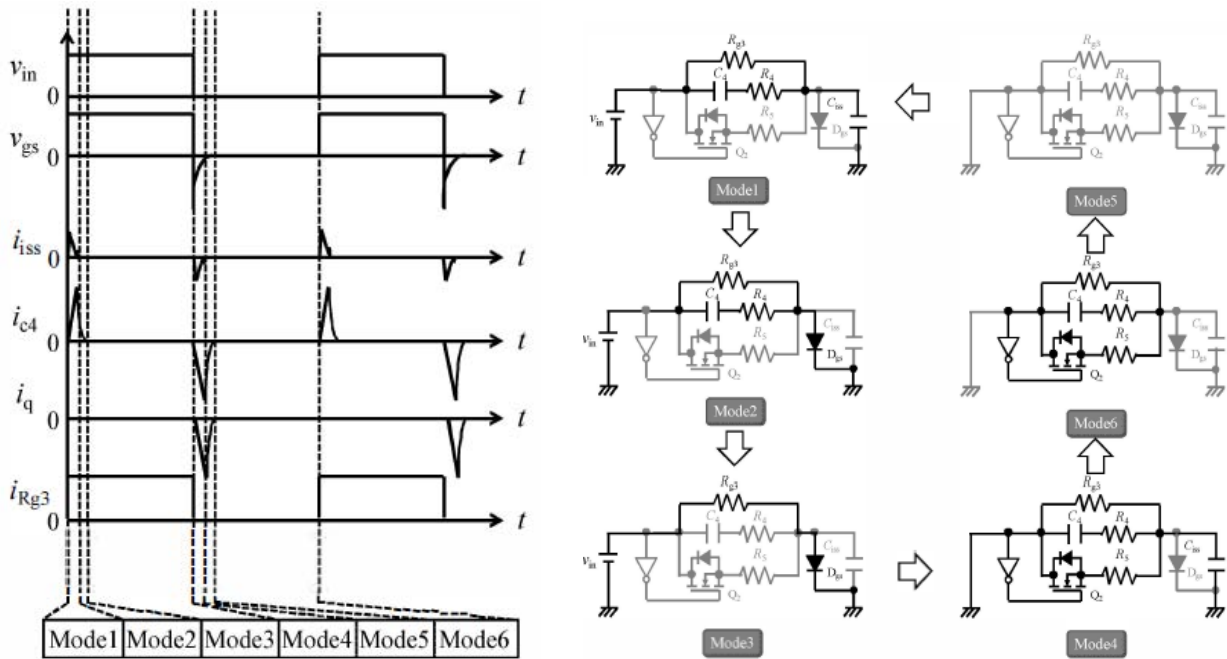 v_in 0 t
v_gs 0 t
i_iss 0 t
i_c4 0 t
i_q 0 t
i_Rg3 0 t
Mode1 Mode2 Mode3 Mode4 Mode5 Mode6
R_g3
C_4 R_4
C_iss
v_in
R_5 D_gs
Q_2
Mode1
R_g3
C_4 R_4
C_iss
R_5 D_gs
Q_2
Mode5
R_g3
C_4 R_4
C_iss
v_in
R_5 D_gs
Q_2
Mode2
R_g3
C_4 R_4
C_iss
R_5 D_gs
Q_2
Mode6
R_g3
C_4 R_4
C_iss
v_in
R_5 D_gs
Q_2
Mode3
R_g3
C_4 R_4
C_iss
R_5 D_gs
Q_2
Mode4